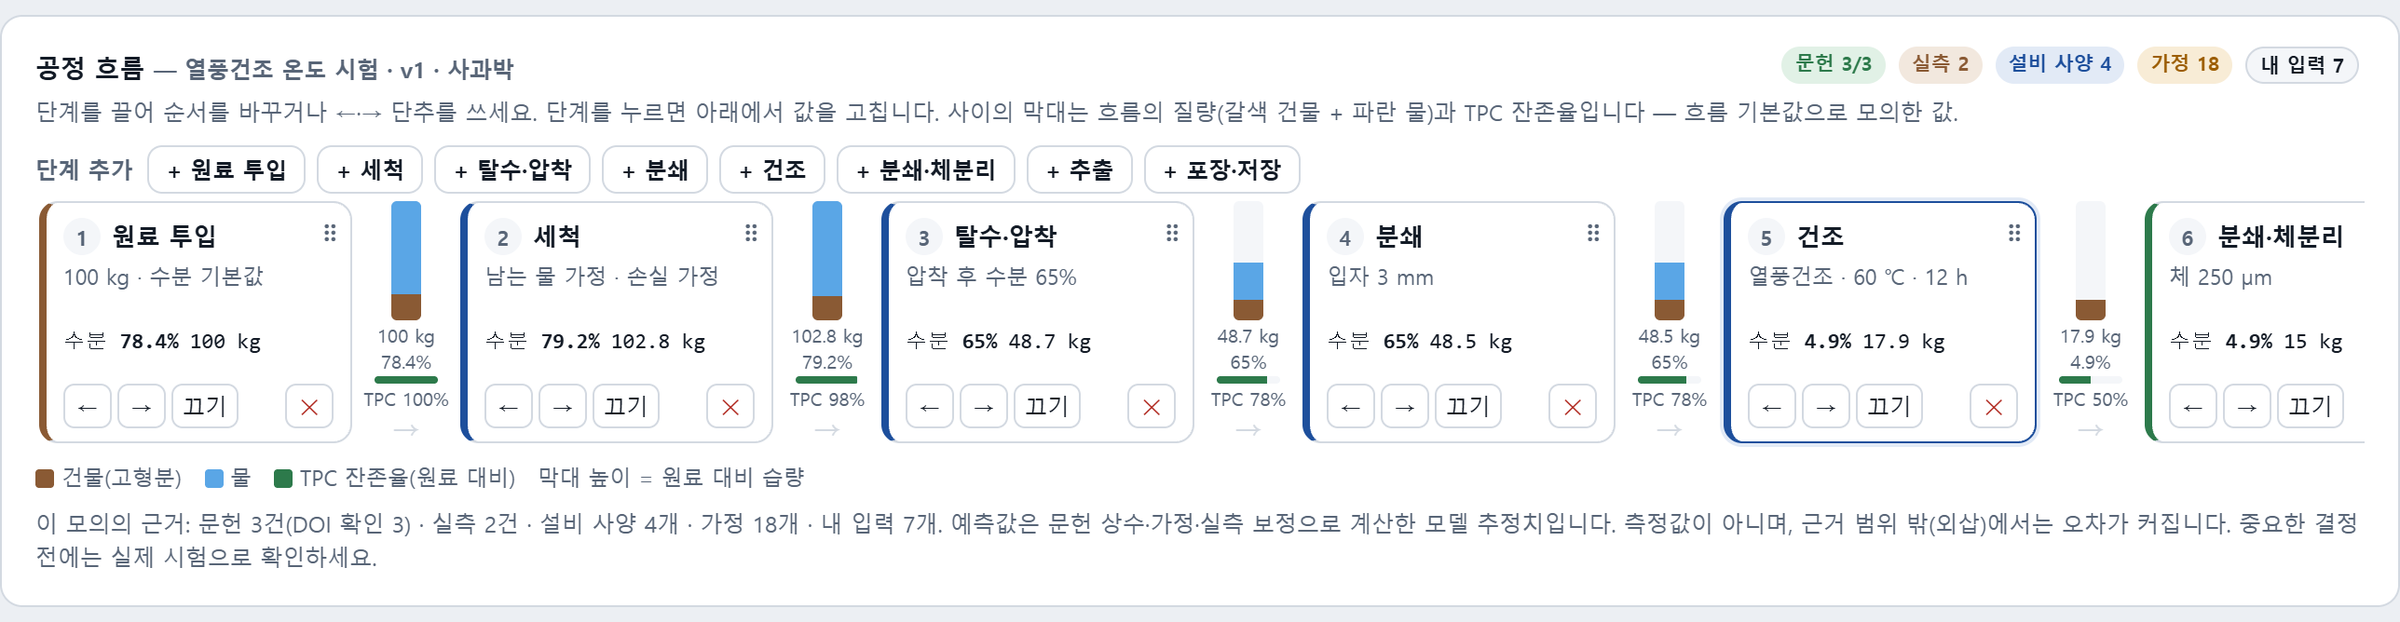 공정 흐름 — 열풍건조 온도 시험 · v1 · 사과박
문헌 3/3 실측 2 설비 사양 4 가정 18 내 입력 7
단계를 끌어 순서를 바꾸거나 ←·→ 단추를 쓰세요. 단계를 누르면 아래에서 값을 고칩니다. 사이의 막대는 흐름의 질량(갈색 건물 + 파란 물)과 TPC 잔존율입니다 — 흐름 기본값으로 모의한 값.
단계 추가 + 원료 투입 + 세척 + 탈수·압착 + 분쇄 + 건조 + 분쇄·체분리 + 추출 + 포장·저장
1 원료 투입
100 kg · 수분 기본값
수분 78.4% 100 kg
← → 끄기 ×
100 kg
78.4%
TPC 100%
→
2 세척
남는 물 가정 · 손실 가정
수분 79.2% 102.8 kg
← → 끄기 ×
102.8 kg
79.2%
TPC 98%
→
3 탈수·압착
압착 후 수분 65%
수분 65% 48.7 kg
← → 끄기 ×
48.7 kg
65%
TPC 78%
→
4 분쇄
입자 3 mm
수분 65% 48.5 kg
← → 끄기 ×
48.5 kg
65%
TPC 78%
→
5 건조
열풍건조 · 60 ℃ · 12 h
수분 4.9% 17.9 kg
← → 끄기 ×
17.9 kg
4.9%
TPC 50%
→
6 분쇄·체분리
체 250 µm
수분 4.9% 15 kg
← → 끄기
건물(고형분) 물 TPC 잔존율(원료 대비) 막대 높이 = 원료 대비 습량
이 모의의 근거: 문헌 3건(DOI 확인 3) · 실측 2건 · 설비 사양 4개 · 가정 18개 · 내 입력 7개. 예측값은 문헌 상수·가정·실측 보정으로 계산한 모델 추정치입니다. 측정값이 아니며, 근거 범위 밖(외삽)에서는 오차가 커집니다. 중요한 결정
전에는 실제 시험으로 확인하세요.